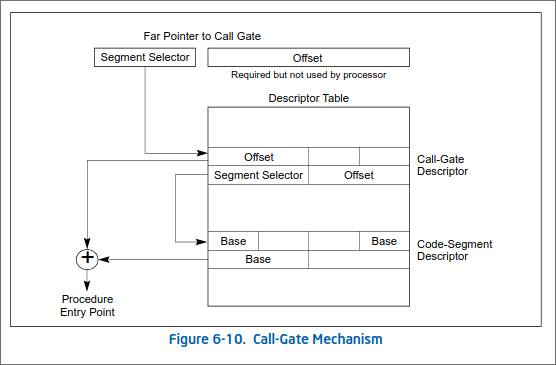 Far Pointer to Call Gate
Segment Selector
Offset
Required but not used by processor
Descriptor Table
Offset
Segment Selector
Offset
Call-Gate
Descriptor
Base
Base
Base
Code-Segment
Descriptor
+
Procedure
Entry Point
Figure 6-10. Call-Gate Mechanism